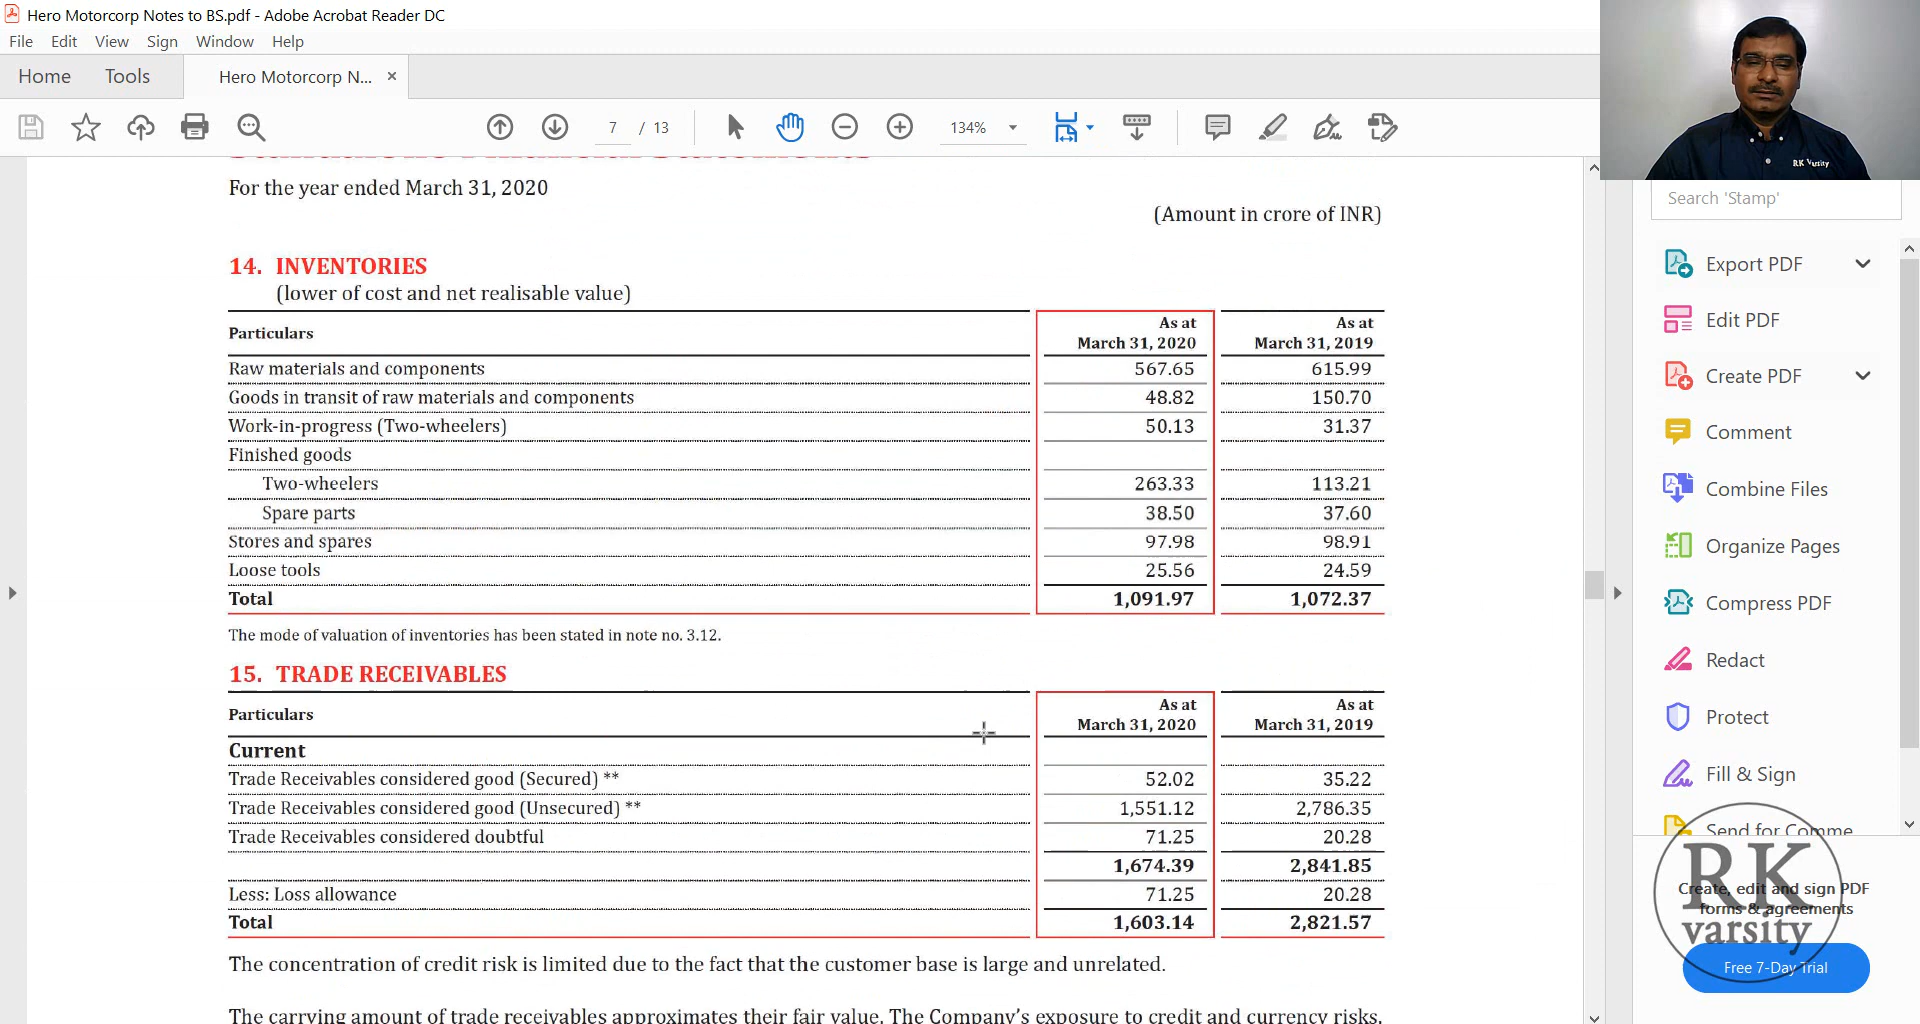 Hero Motorcorp Notes to BS.pdf - Adobe Acrobat Reader DC
File Edit View Sign Window Help
Home Tools Hero Motorcorp N... ×
7 / 13 134%
RK Varsity
Search 'Stamp'
For the year ended March 31, 2020
(Amount in crore of INR)
14. INVENTORIES
(lower of cost and net realisable value)
Particulars As at March 31, 2020 As at March 31, 2019
Raw materials and components 567.65 615.99
Goods in transit of raw materials and components 48.82 150.70
Work-in-progress (Two-wheelers) 50.13 31.37
Finished goods
Two-wheelers 263.33 113.21
Spare parts 38.50 37.60
Stores and spares 97.98 98.91
Loose tools 25.56 24.59
Total 1,091.97 1,072.37
The mode of valuation of inventories has been stated in note no. 3.12.
15. TRADE RECEIVABLES
Particulars As at March 31, 2020 As at March 31, 2019
Current
Trade Receivables considered good (Secured) ** 52.02 35.22
Trade Receivables considered good (Unsecured) ** 1,551.12 2,786.35
Trade Receivables considered doubtful 71.25 20.28
1,674.39 2,841.85
Less: Loss allowance 71.25 20.28
Total 1,603.14 2,821.57
The concentration of credit risk is limited due to the fact that the customer base is large and unrelated.
The carrying amount of trade receivables approximates their fair value. The Company's exposure to credit and currency risks,
Export PDF
Edit PDF
Create PDF
Comment
Combine Files
Organize Pages
Compress PDF
Redact
Protect
Fill & Sign
Send for Comme
RK
Create, edit and sign PDF
forms & agreements
varsity
Free 7-Day Trial